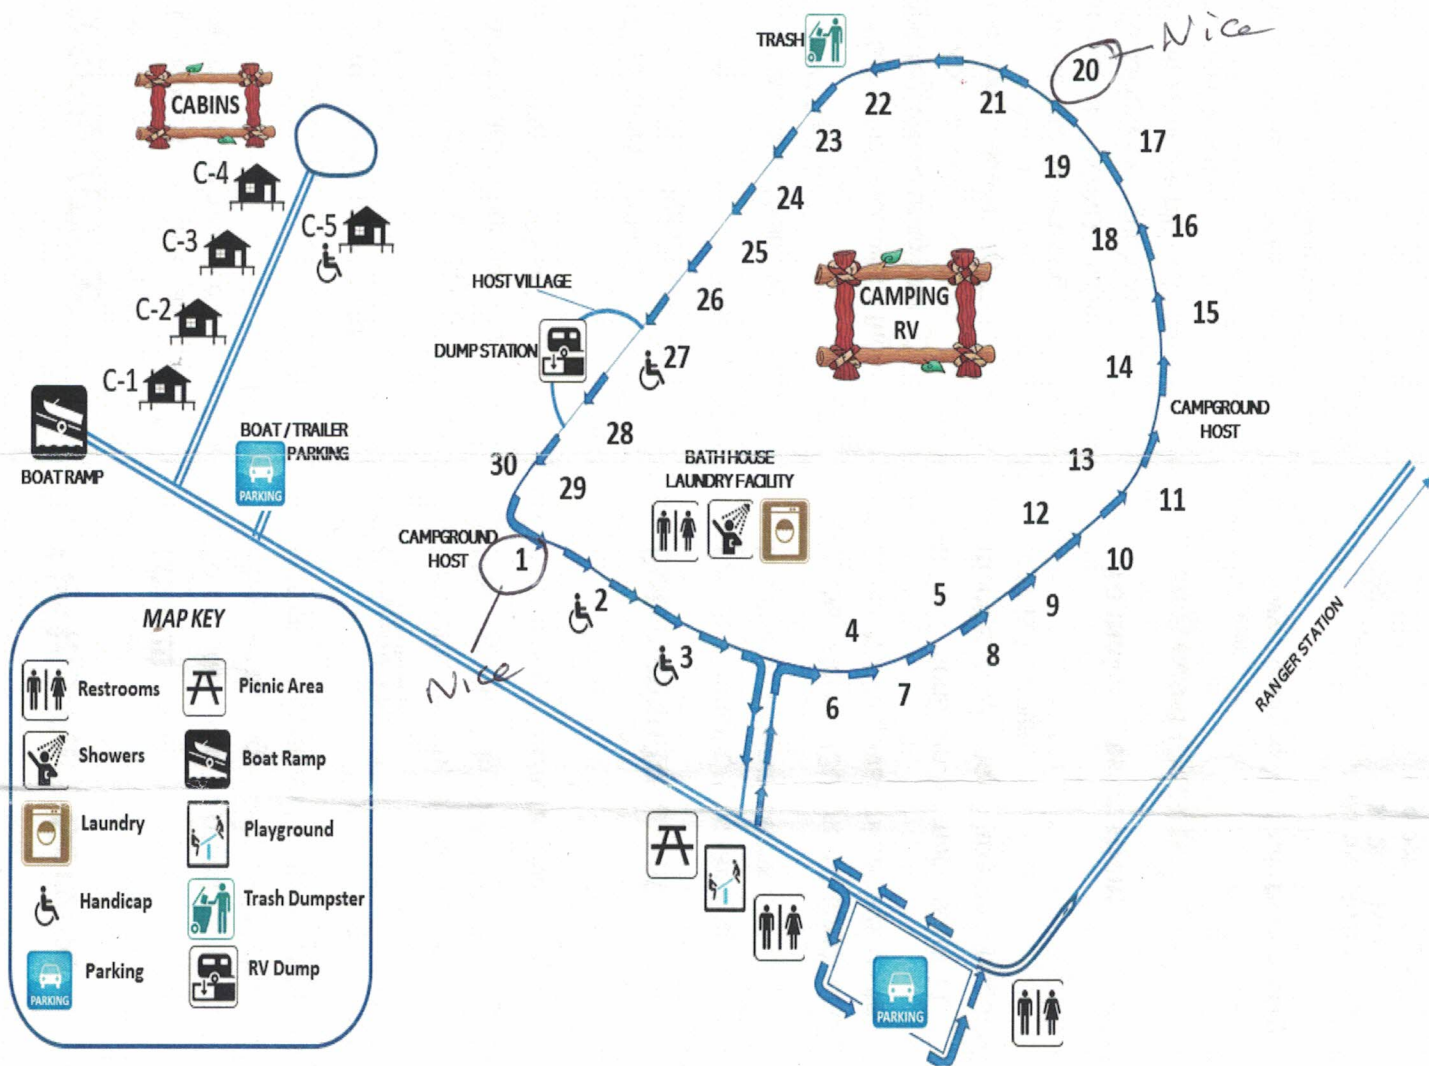 TRASH
20
Nice
CABINS
22
21
23
17
19
C-4
24
C-5
18
16
C-3
25
HOST VILLAGE
26
CAMPING
RV
15
C-2
DUMP STATION
27
14
C-1
CAMPGROUND
HOST
BOAT / TRAILER
PARKING
28
BOAT RAMP
30
BATH HOUSE
LAUNDRY FACILITY
13
29
11
PARKING
12
CAMPGROUND
HOST
1
10
2
5
9
MAP KEY
4
8
3
RANGER STATION
7
6
Nice
Restrooms
Picnic Area
Showers
Boat Ramp
Laundry
Playground
Handicap
Trash Dumpster
Parking
RV Dump
PARKING
PARKING